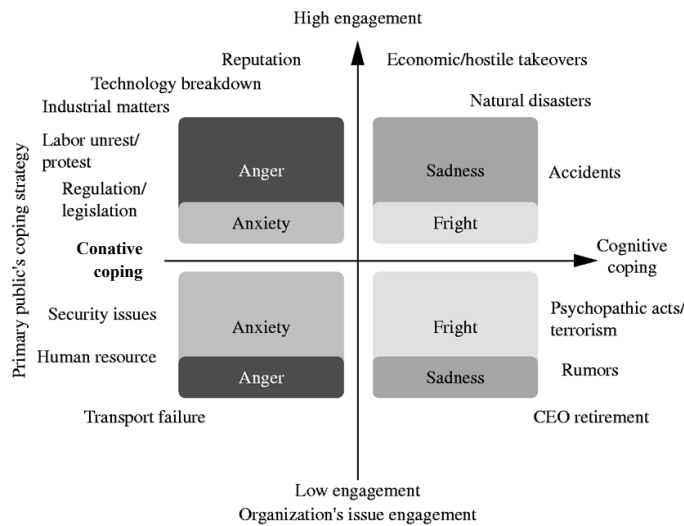 High engagement
Reputation
Economic/hostile takeovers
Technology breakdown
Industrial matters
Natural disasters
Labor unrest/
protest
Anger
Sadness
Accidents
Regulation/
legislation
Anxiety
Fright
Primary public's coping strategy
Conative
coping
Cognitive
coping
Security issues
Anxiety
Fright
Psychopathic acts/
terrorism
Human resource
Anger
Sadness
Rumors
Transport failure
CEO retirement
Low engagement
Organization's issue engagement